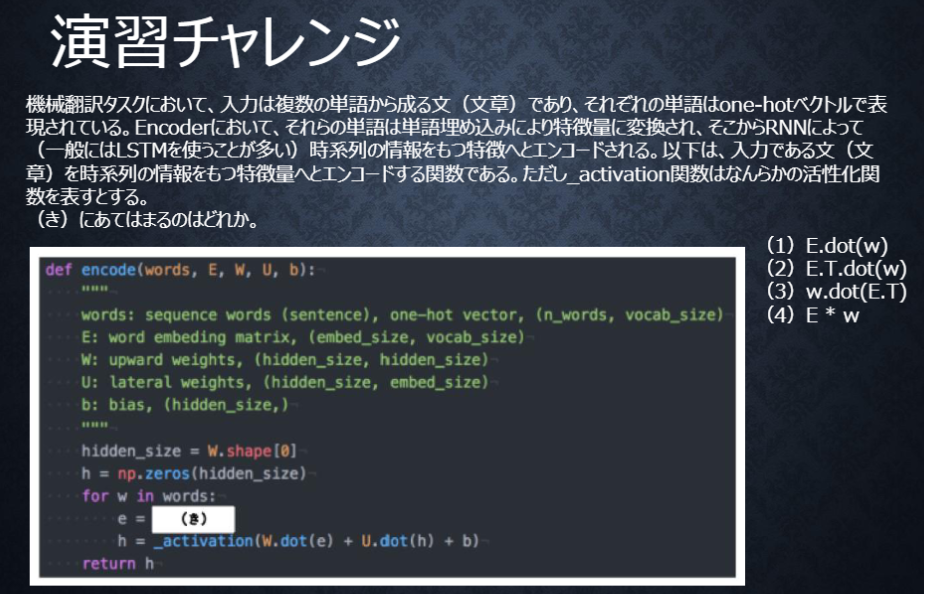 演習チャレンジ
機械翻訳タスクにおいて、入力は複数の単語から成る文（文章）であり、それぞれの単語はone-hotベクトルで表
現されている。Encoderにおいて、それらの単語は単語埋め込みにより特徴量に変換され、そこからRNNによって
（一般にはLSTMを使うことが多い）時系列の情報をもつ特徴へとエンコードされる。以下は、入力である文（文
章）を時系列の情報をもつ特徴量へとエンコードする関数である。ただし_activation関数はなんらかの活性化関
数を表すとする。
（き）にあてはまるのはどれか。
def encode(words, E, W, U, b):
"""
words: sequence words (sentence), one-hot vector, (n_words, vocab_size)
E: word embeding matrix, (embed_size, vocab_size)
W: upward weights, (hidden_size, hidden_size)
U: lateral weights, (hidden_size, embed_size)
b: bias, (hidden_size,)
"""
hidden_size = W.shape[0]
h = np.zeros(hidden_size)
for w in words:
e = （き）
h = _activation(W.dot(e) + U.dot(h) + b)
return h
（1）E.dot(w)
（2）E.T.dot(w)
（3）w.dot(E.T)
（4）E * w